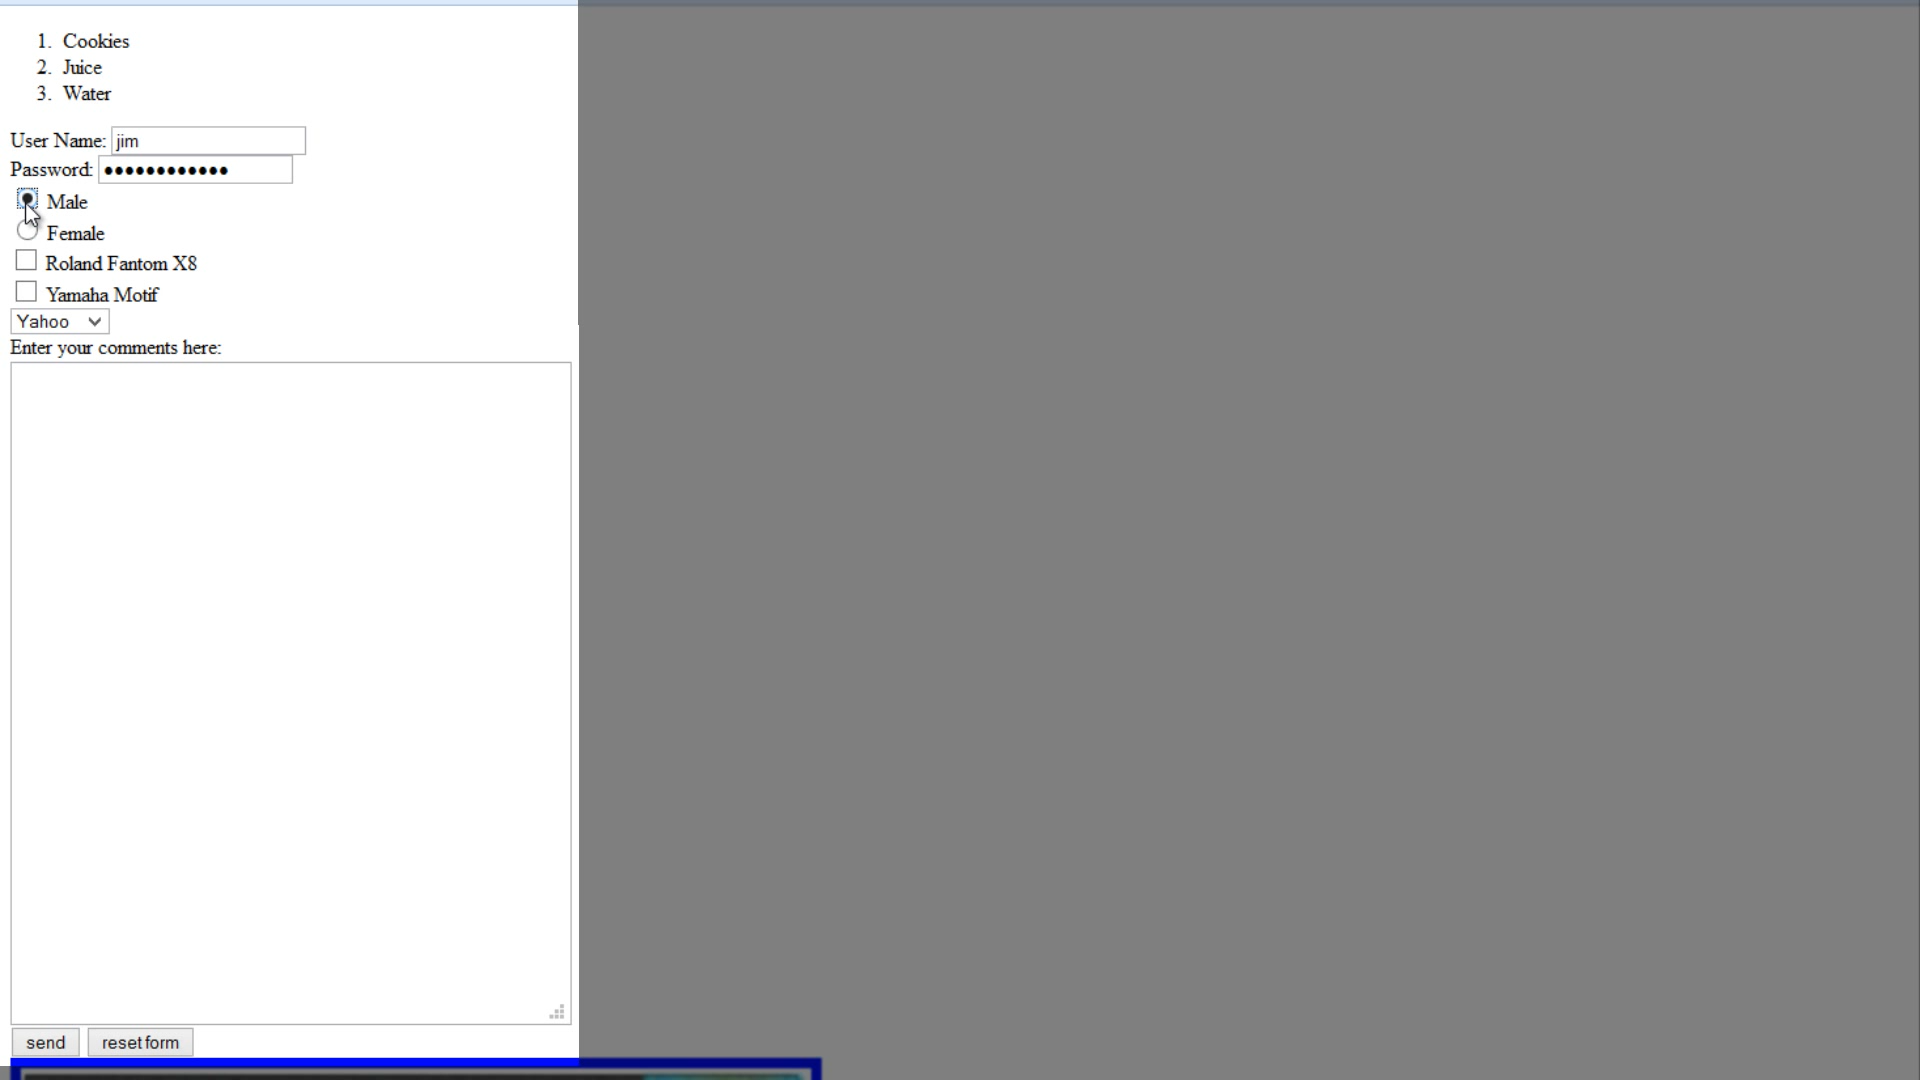 1. Cookies
2. Juice
3. Water
User Name: jim
Password: ••••••••••••
Male
Female
Roland Fantom X8
Yamaha Motif
Yahoo
Enter your comments here:
send reset form